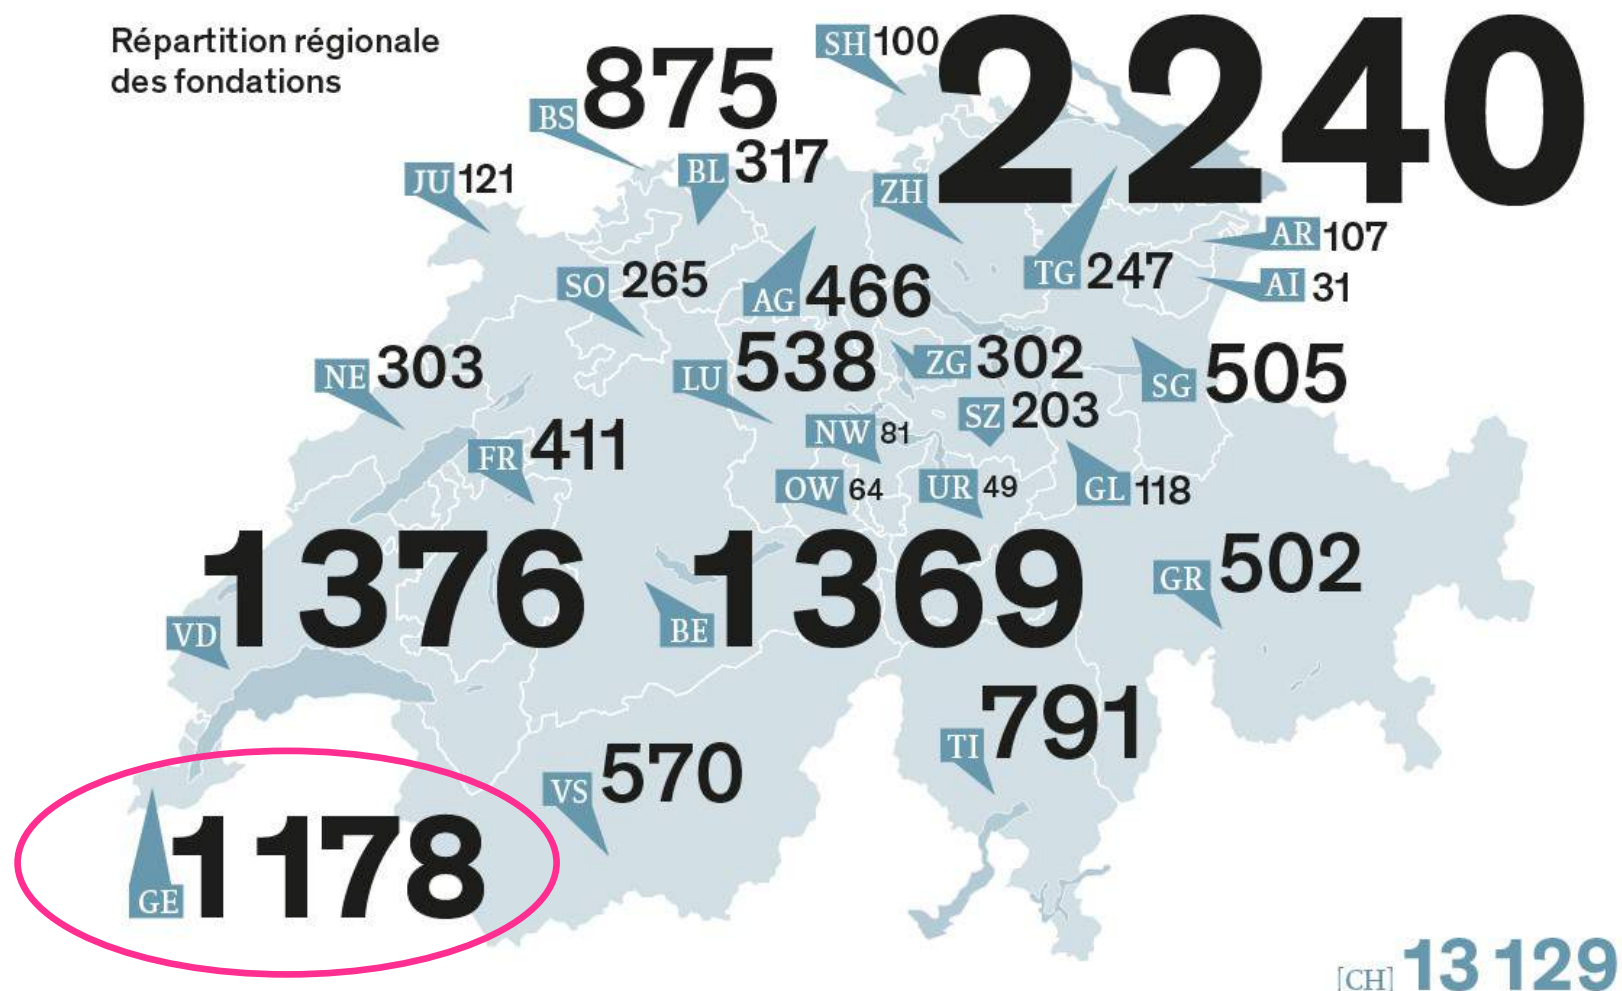 Répartition régionale
des fondations
SH 100
BS 875
2240
ZH
BL 317
JU 121
AR 107
TG 247
AI 31
SO 265
AG 466
NE 303
LU 538
ZG 302
SG 505
SZ 203
NW 81
FR 411
OW 64
UR 49
GL 118
VD 1376
BE 1369
GR 502
TI 791
VS 570
GE 1178
[CH] 13 129